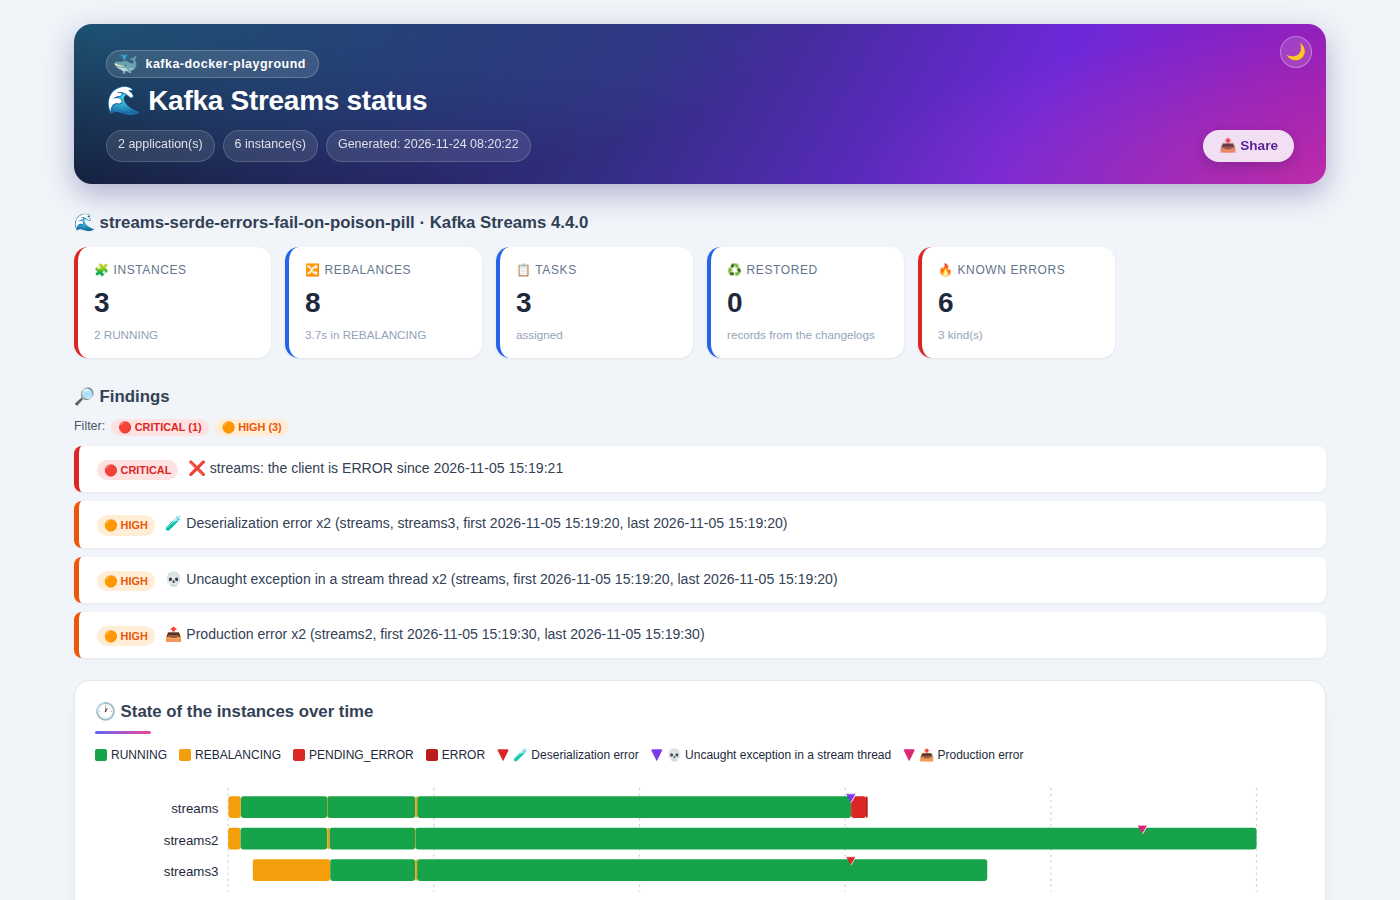 🐳 kafka-docker-playground
🌙
🌊 Kafka Streams status
2 application(s) 6 instance(s) Generated: 2026-11-24 08:20:22
📤 Share
🌊 streams-serde-errors-fail-on-poison-pill · Kafka Streams 4.4.0
🧩 INSTANCES
3
2 RUNNING
🔀 REBALANCES
8
3.7s in REBALANCING
📋 TASKS
3
assigned
♻️ RESTORED
0
records from the changelogs
🔥 KNOWN ERRORS
6
3 kind(s)
🔎 Findings
Filter: 🔴 CRITICAL (1) 🟠 HIGH (3)
🔴 CRITICAL ❌ streams: the client is ERROR since 2026-11-05 15:19:21
🟠 HIGH 🧪 Deserialization error x2 (streams, streams3, first 2026-11-05 15:19:20, last 2026-11-05 15:19:20)
🟠 HIGH 💀 Uncaught exception in a stream thread x2 (streams, first 2026-11-05 15:19:20, last 2026-11-05 15:19:20)
🟠 HIGH 📤 Production error x2 (streams2, first 2026-11-05 15:19:30, last 2026-11-05 15:19:30)
🕐 State of the instances over time
RUNNING REBALANCING PENDING_ERROR ERROR 🧪 Deserialization error 💀 Uncaught exception in a stream thread 📤 Production error
streams
streams2
streams3